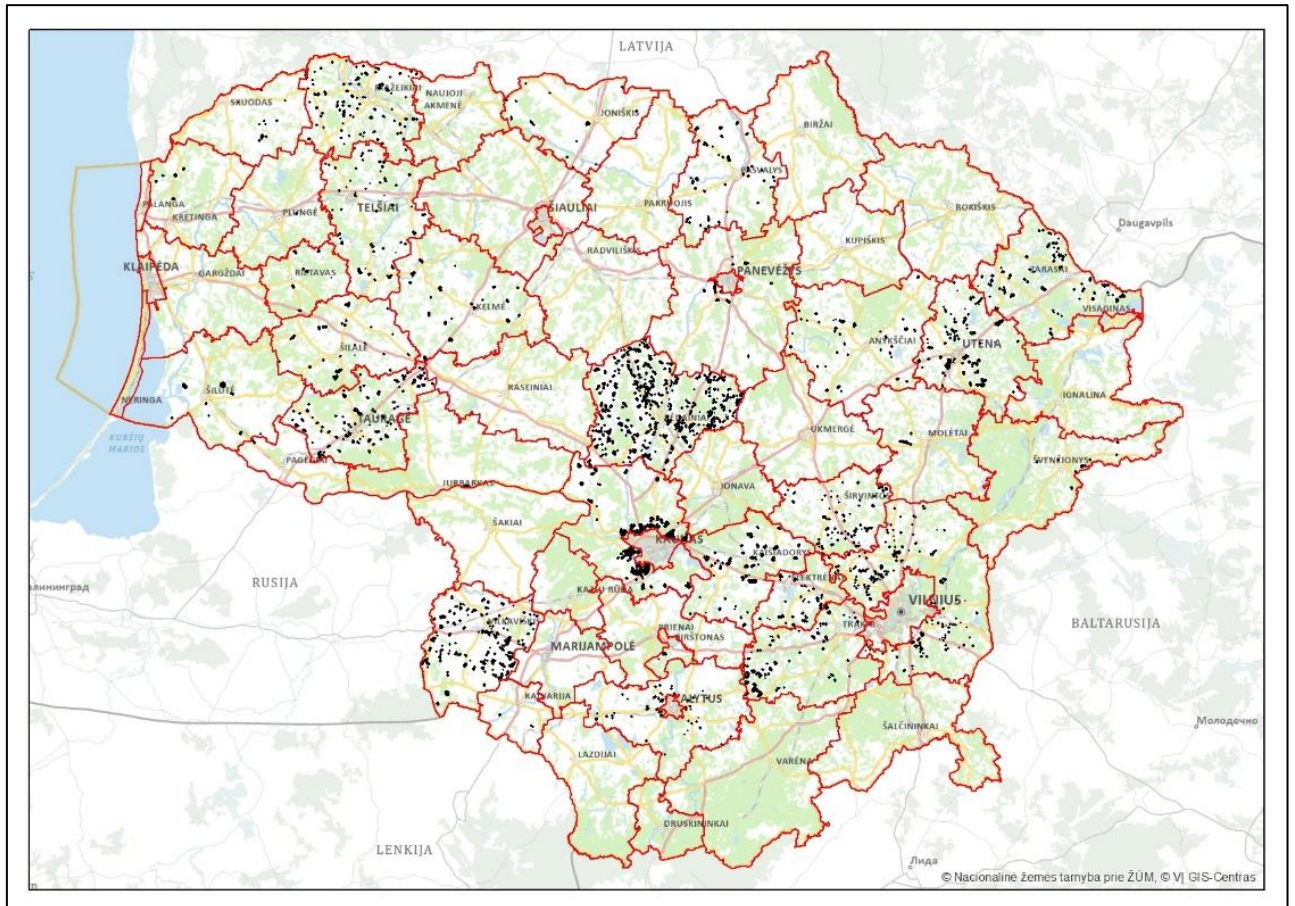 LATVIJA
SKUODAS
NAUJOJI
AKMENĖ
JONIŠKIS
BIRŽAI
PASVALYS
PALANGA
KRETINGA
PLUNGĖ
TELŠIAI
ŠIAULIAI
PAKRUOJIS
ROKIŠKIS
Daugavpils
RADVILIŠKIS
KUPIŠKIS
KLAIPĖDA
GARGŽDAI
RIETAVAS
PANEVĖŽYS
ZARASAI
VISAGINAS
KELMĖ
ANYKŠČIAI
UTENA
ŠILALĖ
ŠILUTĖ
RASEINIAI
IGNALINA
NERINGA
TAURAGĖ
KURŠIŲ
MARIOS
UKMERGĖ
MOLĖTAI
ŠVENČIONYS
PAGĖGIAI
JURBARKAS
JONAVA
ŠIRVINTOS
ŠAKIAI
KAUNAS
KAIŠIADORYS
RUSIJA
ELEKTRĖNAI
KAZLŲ RŪDA
VILNIUS
VILKAVIŠKIS
PRIENAI
BIRŠTONAS
TRAKAI
BALTARUSIJA
MARIJAMPOLĖ
KALVARIJA
ALYTUS
ŠALČININKAI
Молодечно
LAZDIJAI
VARĖNA
DRUSKININKAI
LENKIJA
Лида
© Nacionalinė žemės tarnyba prie ŽŪM, © VĮ GIS-Centras